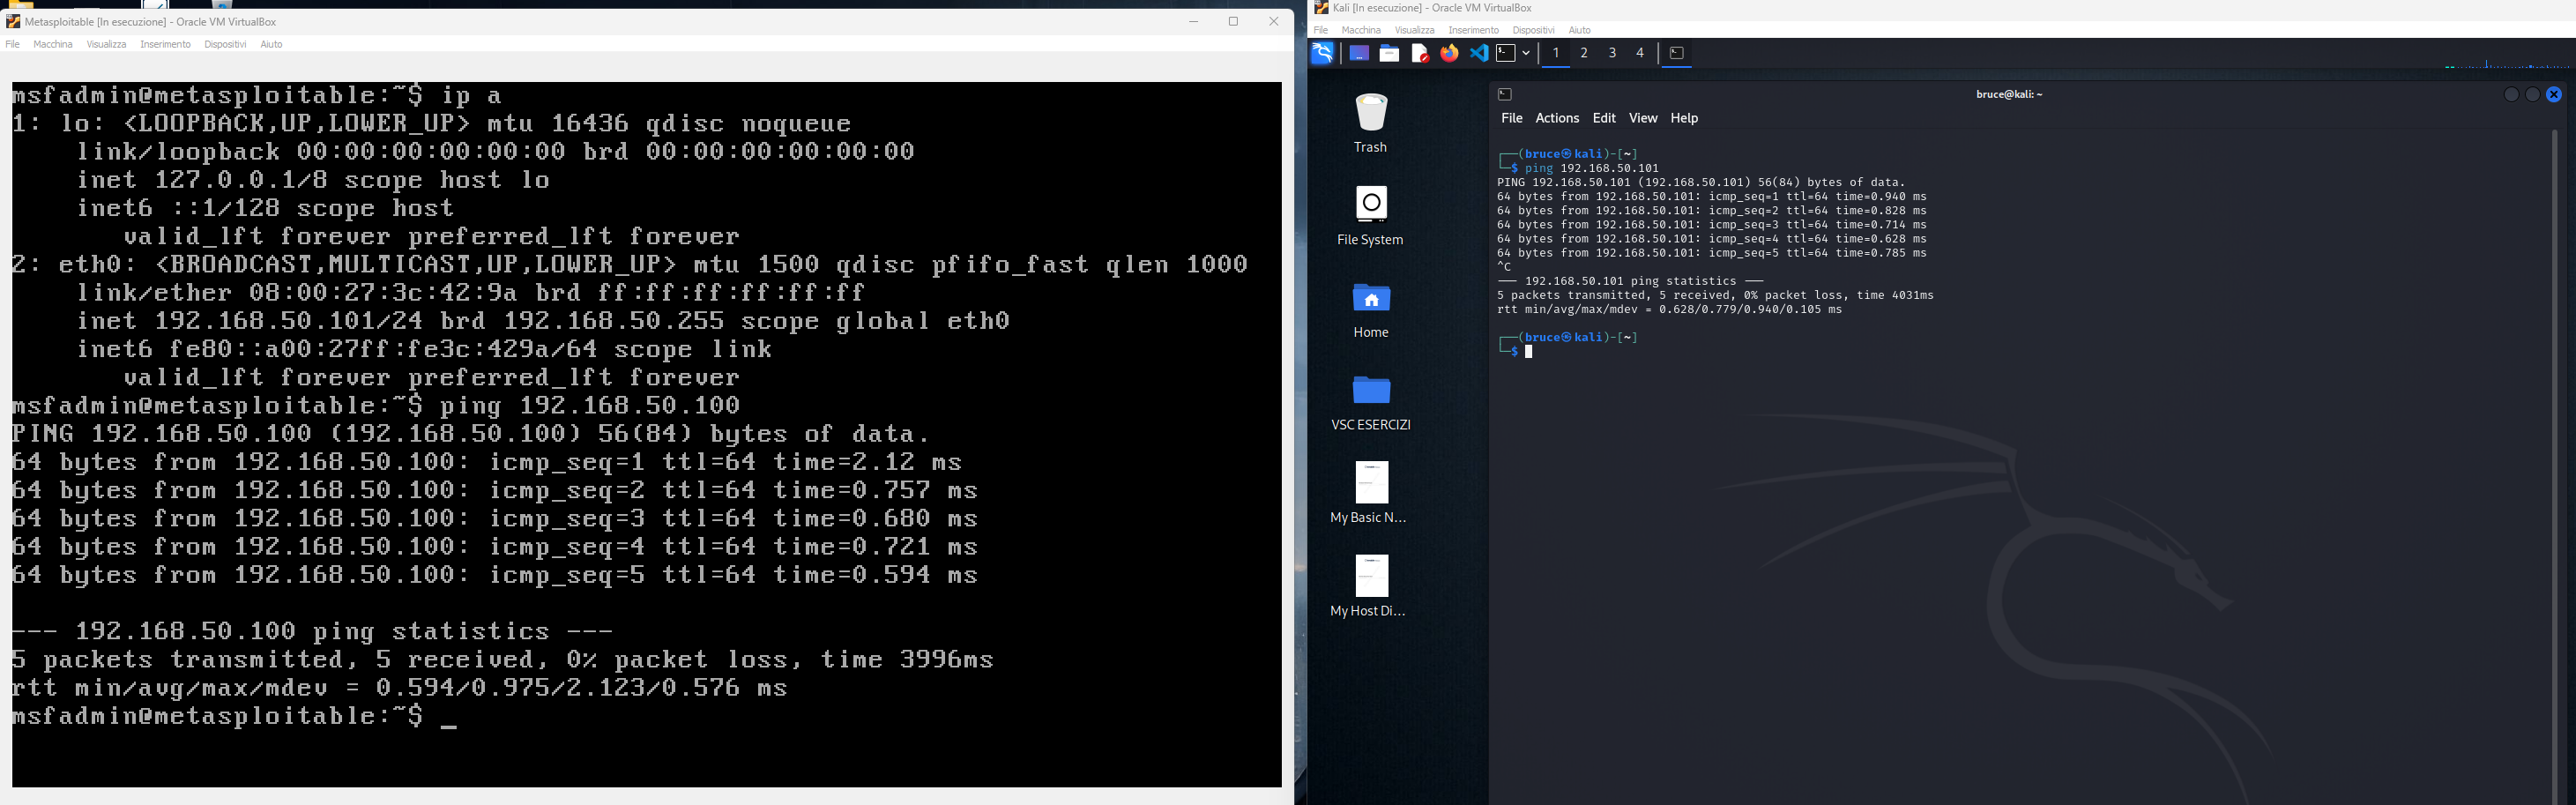 Metasploitable [In esecuzione] - Oracle VM VirtualBox
File Macchina Visualizza Inserimento Dispositivi Aiuto
msfadmin@metasploitable:~$ ip a
1: lo: <LOOPBACK,UP,LOWER_UP> mtu 16436 qdisc noqueue
link/loopback 00:00:00:00:00:00 brd 00:00:00:00:00:00
inet 127.0.0.1/8 scope host lo
inet6 ::1/128 scope host
valid_lft forever preferred_lft forever
2: eth0: <BROADCAST,MULTICAST,UP,LOWER_UP> mtu 1500 qdisc pfifo_fast qlen 1000
link/ether 08:00:27:3c:42:9a brd ff:ff:ff:ff:ff:ff
inet 192.168.50.101/24 brd 192.168.50.255 scope global eth0
inet6 fe80::a00:27ff:fe3c:429a/64 scope link
valid_lft forever preferred_lft forever
msfadmin@metasploitable:~$ ping 192.168.50.100
PING 192.168.50.100 (192.168.50.100) 56(84) bytes of data.
64 bytes from 192.168.50.100: icmp_seq=1 ttl=64 time=2.12 ms
64 bytes from 192.168.50.100: icmp_seq=2 ttl=64 time=0.757 ms
64 bytes from 192.168.50.100: icmp_seq=3 ttl=64 time=0.680 ms
64 bytes from 192.168.50.100: icmp_seq=4 ttl=64 time=0.721 ms
64 bytes from 192.168.50.100: icmp_seq=5 ttl=64 time=0.594 ms
--- 192.168.50.100 ping statistics ---
5 packets transmitted, 5 received, 0% packet loss, time 3996ms
rtt min/avg/max/mdev = 0.594/0.975/2.123/0.576 ms
msfadmin@metasploitable:~$ _
Kali [In esecuzione] - Oracle VM VirtualBox
File Macchina Visualizza Inserimento Dispositivi Aiuto
1 2 3 4
Trash
File System
Home
VSC ESERCIZI
My Basic N...
My Host Di...
bruce@kali: ~
File Actions Edit View Help
┌──(bruce㉿kali)-[~]
└─$ ping 192.168.50.101
PING 192.168.50.101 (192.168.50.101) 56(84) bytes of data.
64 bytes from 192.168.50.101: icmp_seq=1 ttl=64 time=0.940 ms
64 bytes from 192.168.50.101: icmp_seq=2 ttl=64 time=0.828 ms
64 bytes from 192.168.50.101: icmp_seq=3 ttl=64 time=0.714 ms
64 bytes from 192.168.50.101: icmp_seq=4 ttl=64 time=0.628 ms
64 bytes from 192.168.50.101: icmp_seq=5 ttl=64 time=0.785 ms
^C
--- 192.168.50.101 ping statistics ---
5 packets transmitted, 5 received, 0% packet loss, time 4031ms
rtt min/avg/max/mdev = 0.628/0.779/0.940/0.105 ms
┌──(bruce㉿kali)-[~]
└─$